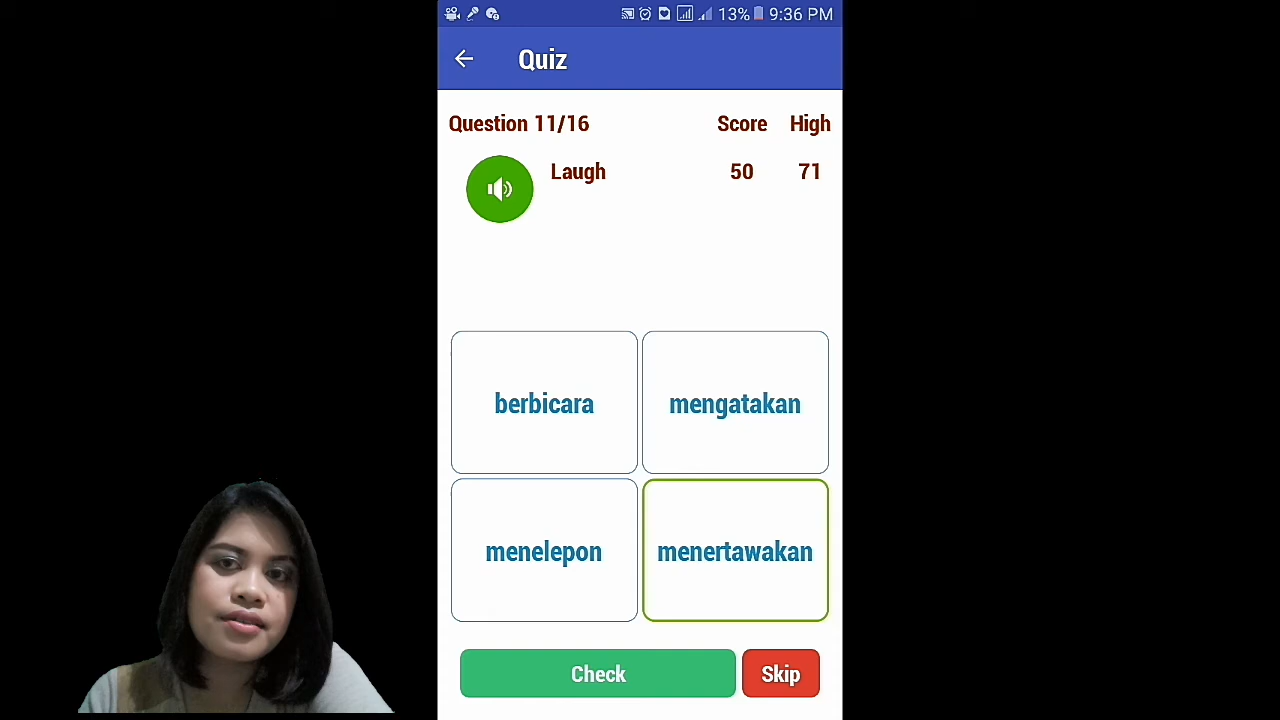 13% 9:36 PM
Quiz
Question 11/16 Score High
Laugh 50 71
berbicara mengatakan
menelepon menertawakan
Check Skip